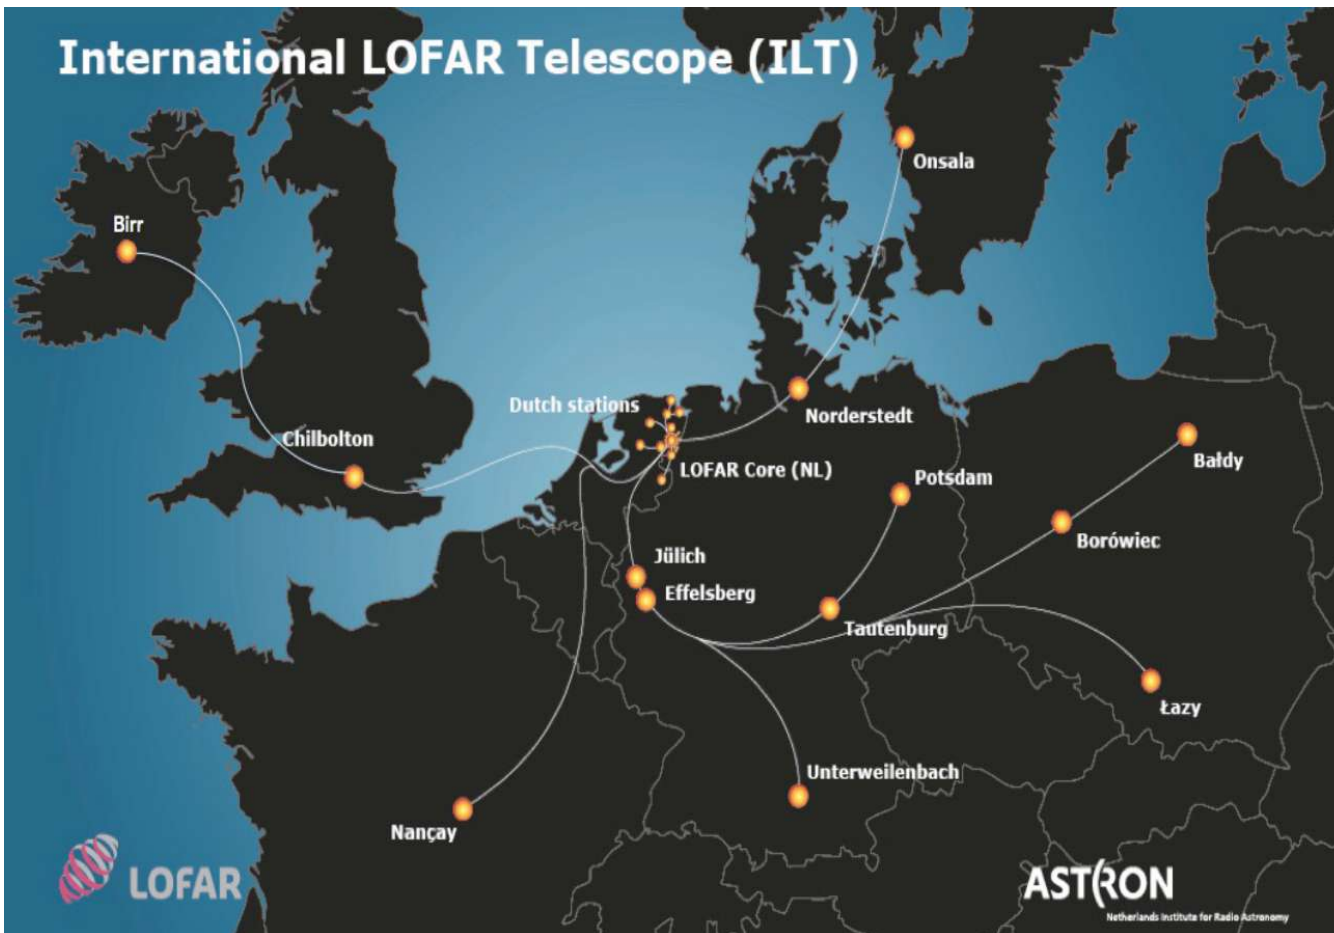 International LOFAR Telescope (ILT)
Onsala
Birr
Dutch stations
Norderstedt
Chilbolton
LOFAR Core (NL)
Bałdy
Potsdam
Borówiec
Jülich
Effelsberg
Tautenburg
Łazy
Unterweilenbach
Nançay
LOFAR
ASTRON
Netherlands Institute for Radio Astronomy